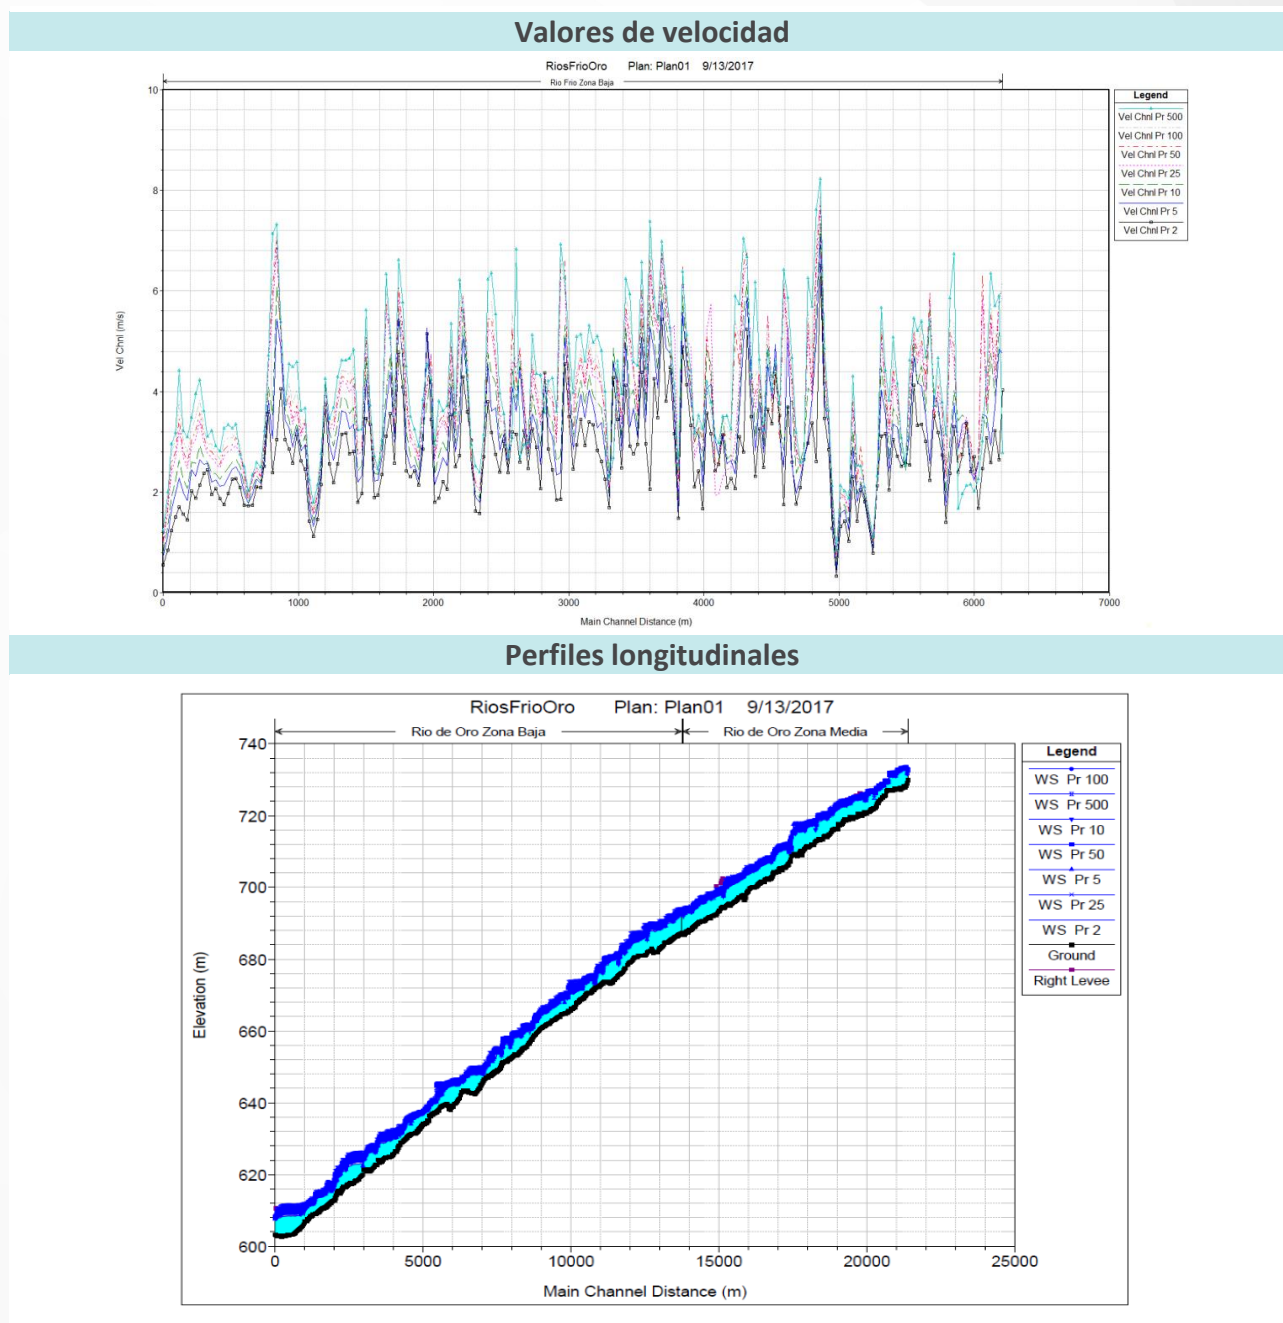 Valores de velocidad
RiosFrioOro Plan: Plan01 9/13/2017
Rio Frio Zona Baja
Legend
Vel Chnl Pr 500
Vel Chnl Pr 100
Vel Chnl Pr 50
Vel Chnl Pr 25
Vel Chnl Pr 10
Vel Chnl Pr 5
Vel Chnl Pr 2
10
8
6
4
2
0
Vel Chnl (m/s)
0 1000 2000 3000 4000 5000 6000 7000
Main Channel Distance (m)
Perfiles longitudinales
RiosFrioOro Plan: Plan01 9/13/2017
Rio de Oro Zona Baja Rio de Oro Zona Media
Legend
WS Pr 100
WS Pr 500
WS Pr 10
WS Pr 50
WS Pr 5
WS Pr 25
WS Pr 2
Ground
Right Levee
740
720
700
680
660
640
620
600
Elevation (m)
0 5000 10000 15000 20000 25000
Main Channel Distance (m)